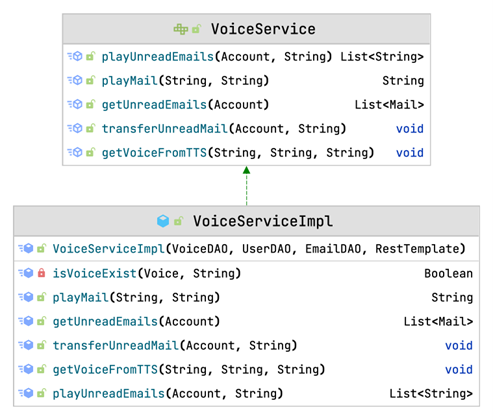 VoiceService
playUnreadEmails(Account, String) List<String>
playMail(String, String) String
getUnreadEmails(Account) List<Mail>
transferUnreadMail(Account, String) void
getVoiceFromTTS(String, String, String) void
VoiceServiceImpl
VoiceServiceImpl(VoiceDAO, UserDAO, EmailDAO, RestTemplate)
isVoiceExist(Voice, String) Boolean
playMail(String, String) String
getUnreadEmails(Account) List<Mail>
transferUnreadMail(Account, String) void
getVoiceFromTTS(String, String, String) void
playUnreadEmails(Account, String) List<String>